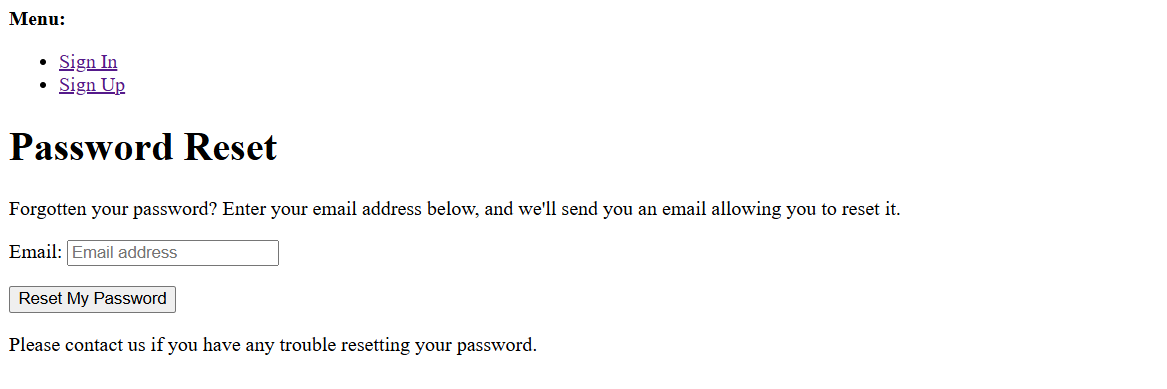 Menu:
Sign In
Sign Up
Password Reset
Forgotten your password? Enter your email address below, and we'll send you an email allowing you to reset it.
Email: Email address
Reset My Password
Please contact us if you have any trouble resetting your password.